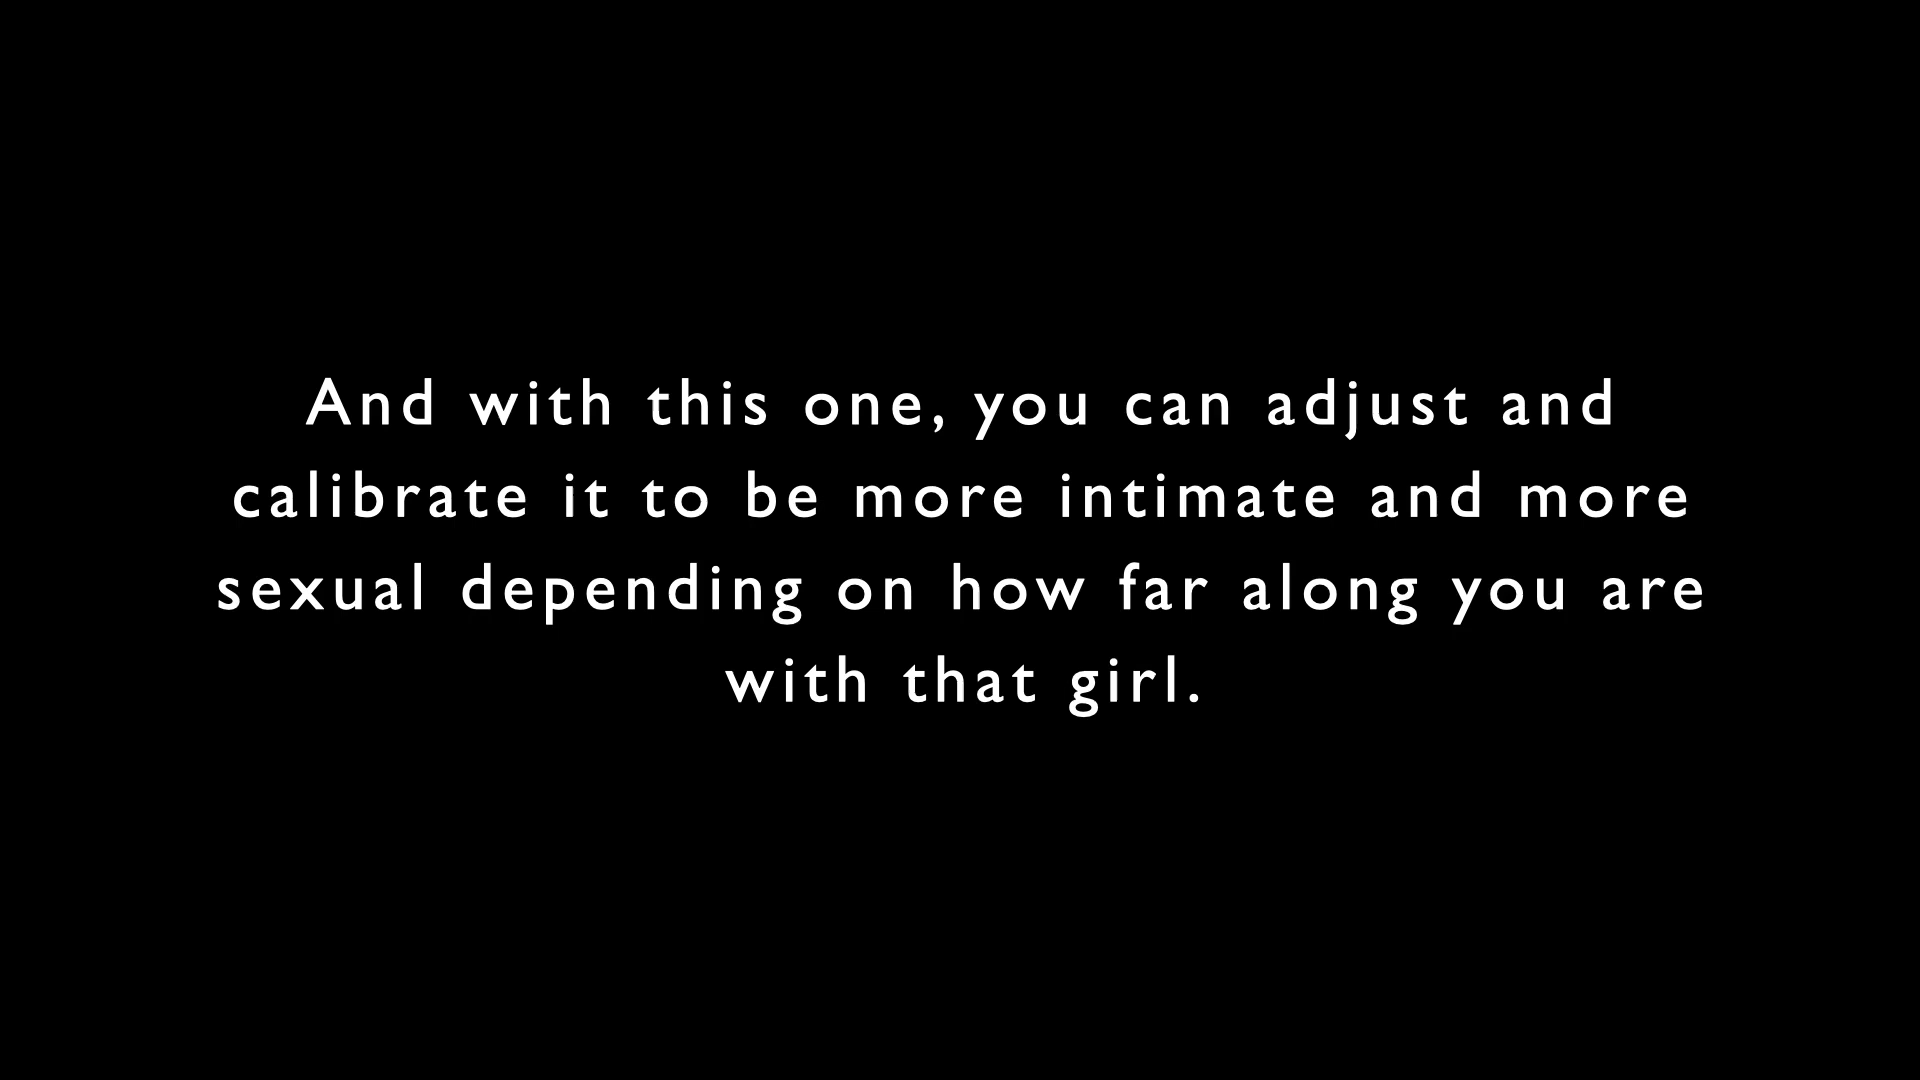 And with this one, you can adjust and
calibrate it to be more intimate and more
sexual depending on how far along you are
with that girl.